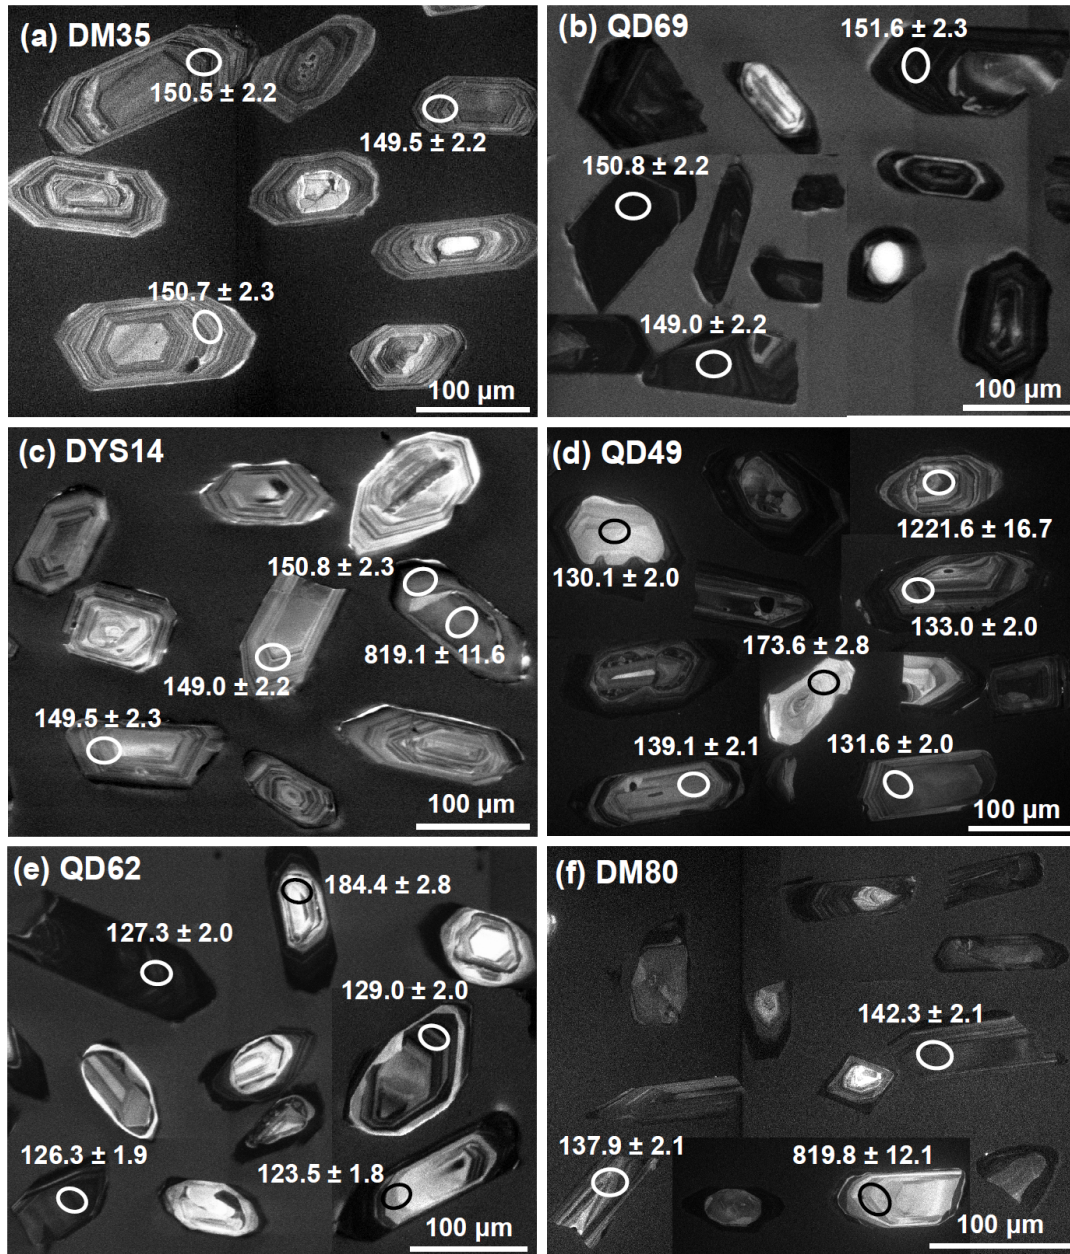 (a) DM35
150.5 ± 2.2
149.5 ± 2.2
150.7 ± 2.3
100 µm
(b) QD69
151.6 ± 2.3
150.8 ± 2.2
149.0 ± 2.2
100 µm
(c) DYS14
150.8 ± 2.3
819.1 ± 11.6
149.0 ± 2.2
149.5 ± 2.3
100 µm
(d) QD49
1221.6 ± 16.7
130.1 ± 2.0
133.0 ± 2.0
173.6 ± 2.8
139.1 ± 2.1
131.6 ± 2.0
100 µm
(e) QD62
184.4 ± 2.8
127.3 ± 2.0
129.0 ± 2.0
126.3 ± 1.9
123.5 ± 1.8
100 µm
(f) DM80
142.3 ± 2.1
137.9 ± 2.1
819.8 ± 12.1
100 µm